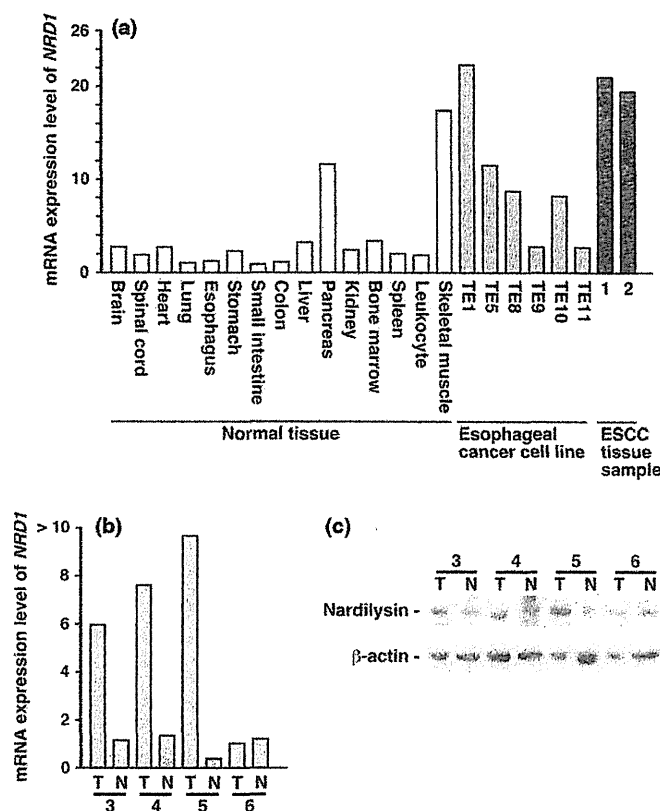 (a)
mRNA expression level of NRD1
26
20
10
0
Brain
Spinal cord
Heart
Lung
Esophagus
Stomach
Small intestine
Colon
Liver
Pancreas
Kidney
Bone marrow
Spleen
Leukocyte
Skeletal muscle
TE1
TE5
TE8
TE9
TE10
TE11
1
2
Normal tissue
Esophageal
cancer cell line
ESCC
tissue
sample
(b)
mRNA expression level of NRD1
> 10
8
6
4
2
0
T N T N T N T N
3 4 5 6
(c)
3 4 5 6
T N T N T N T N
Nardilysin -
β-actin -